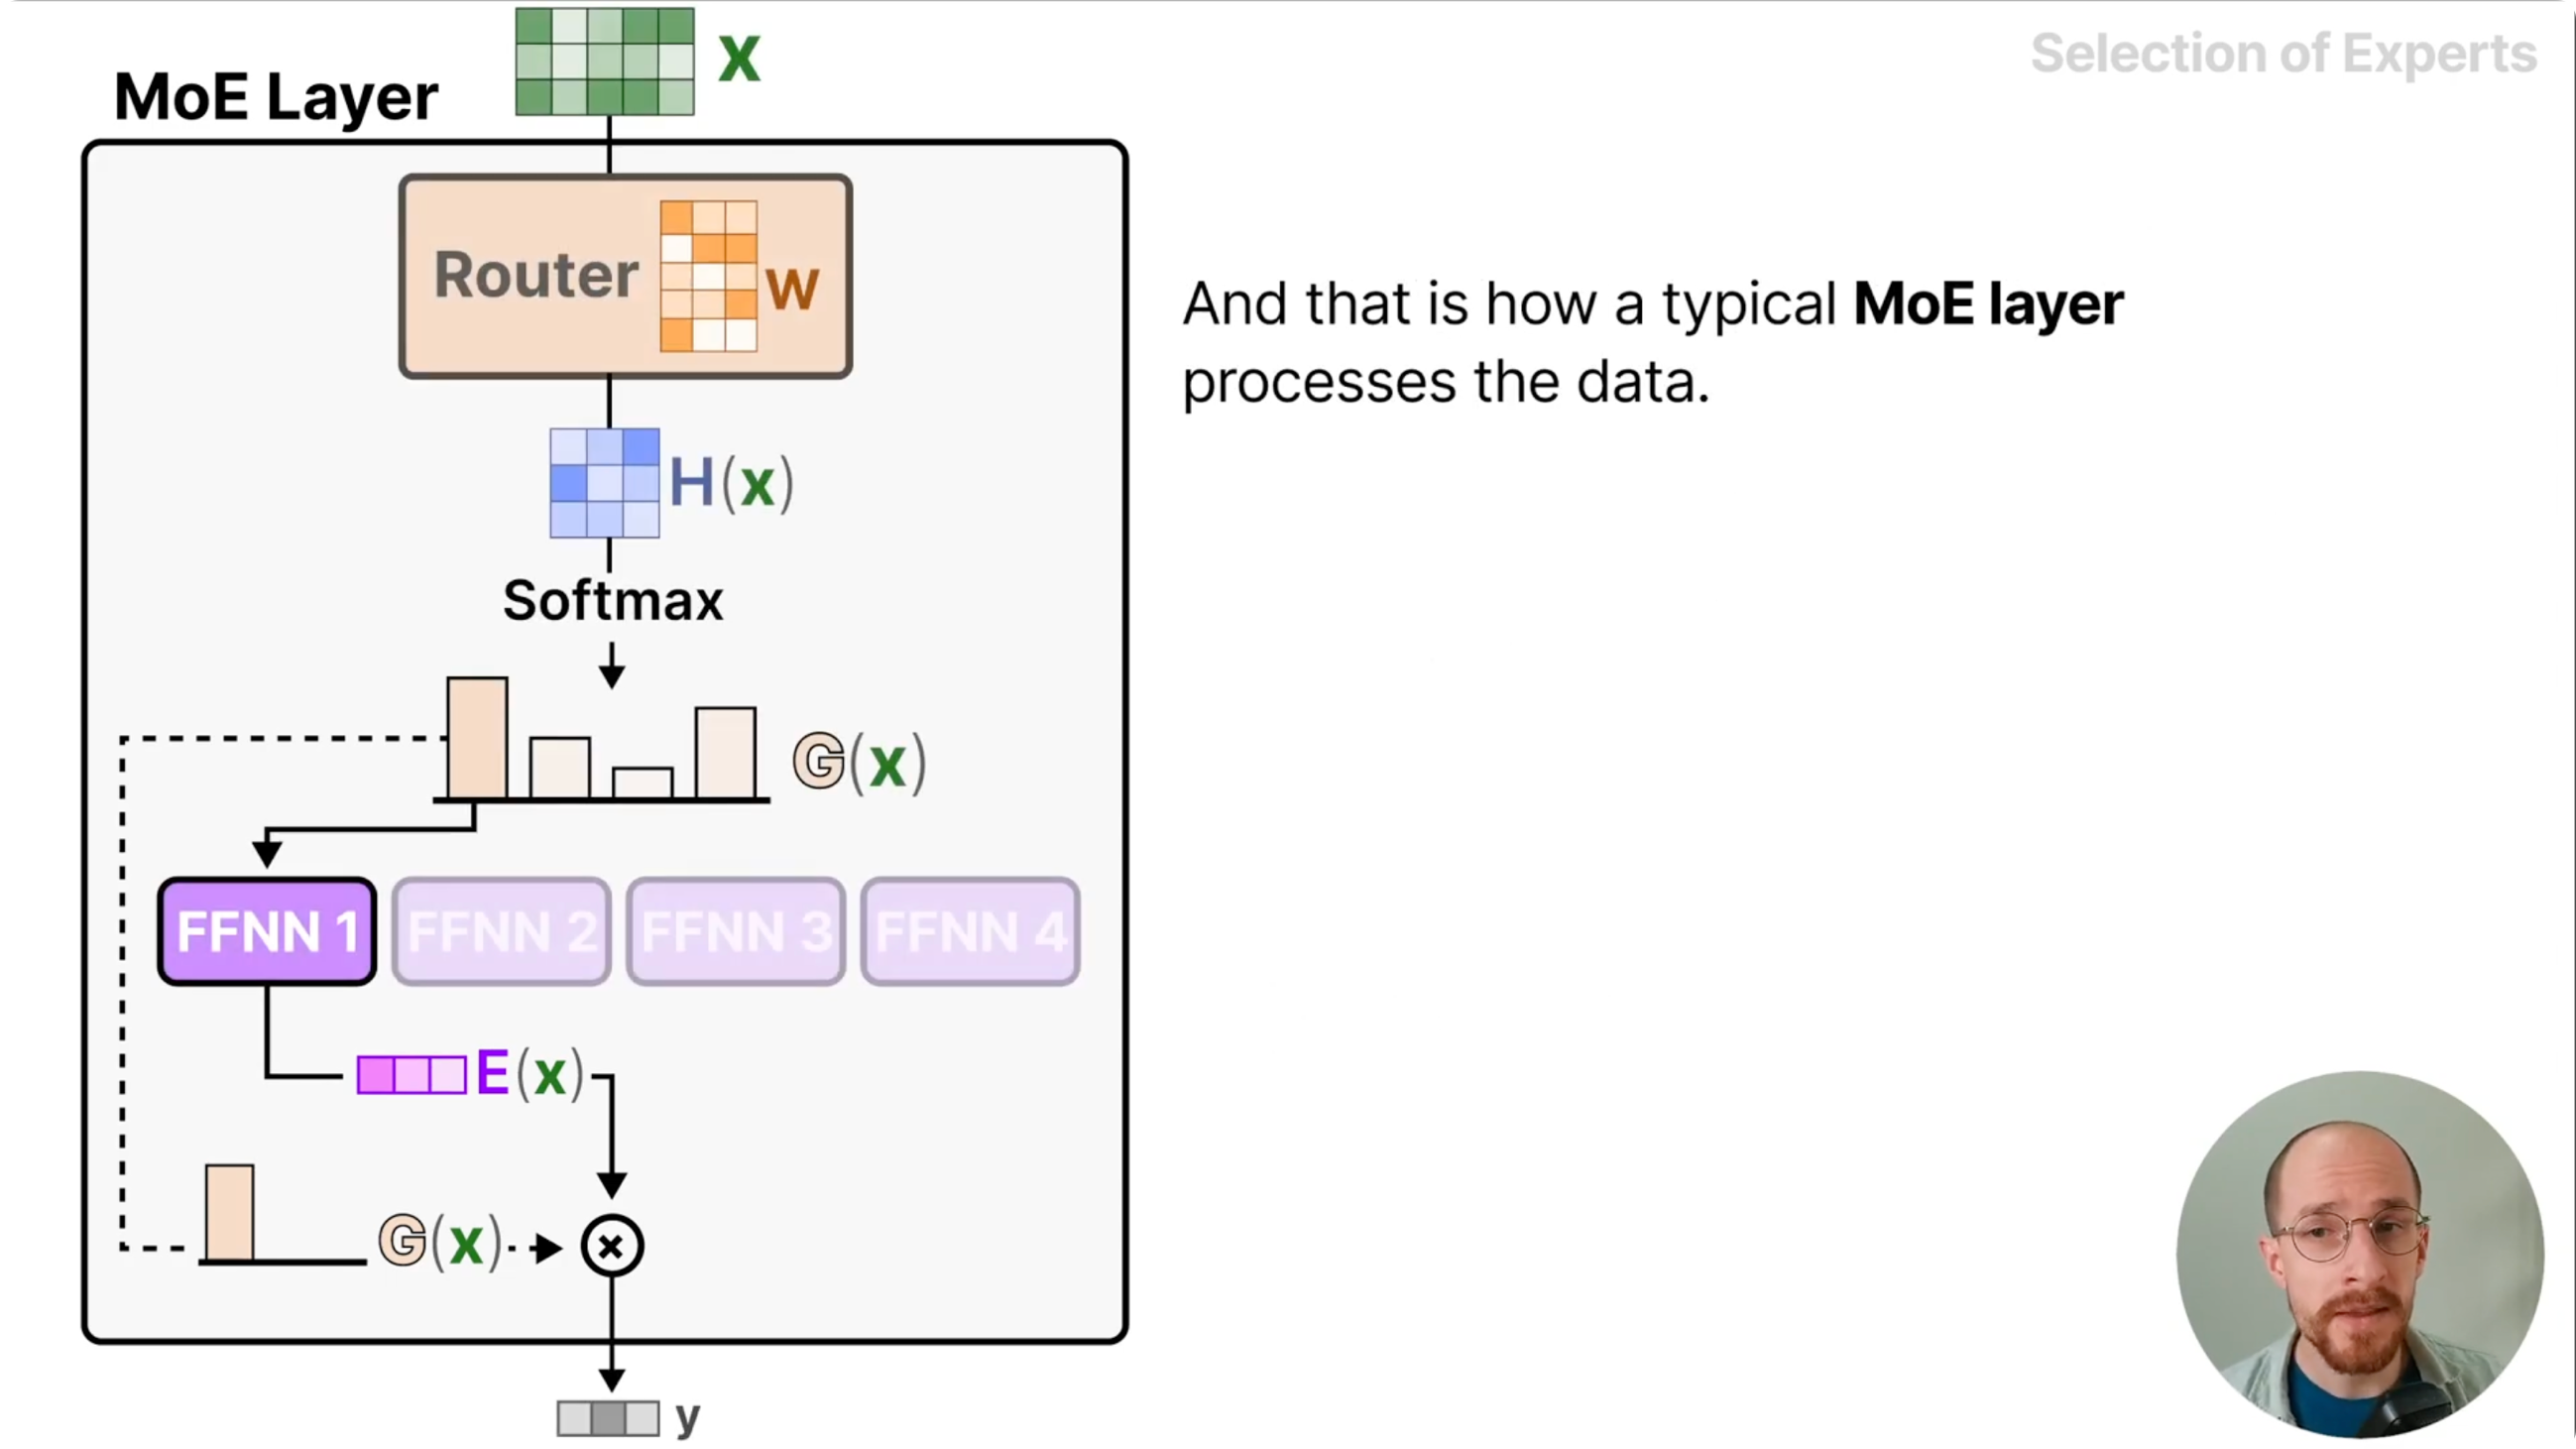 Selection of Experts
MoE Layer
X
Router
W
H(x)
Softmax
G(x)
FFNN 1
FFNN 2
FFNN 3
FFNN 4
E(x)
G(x)
y
And that is how a typical MoE layer
processes the data.